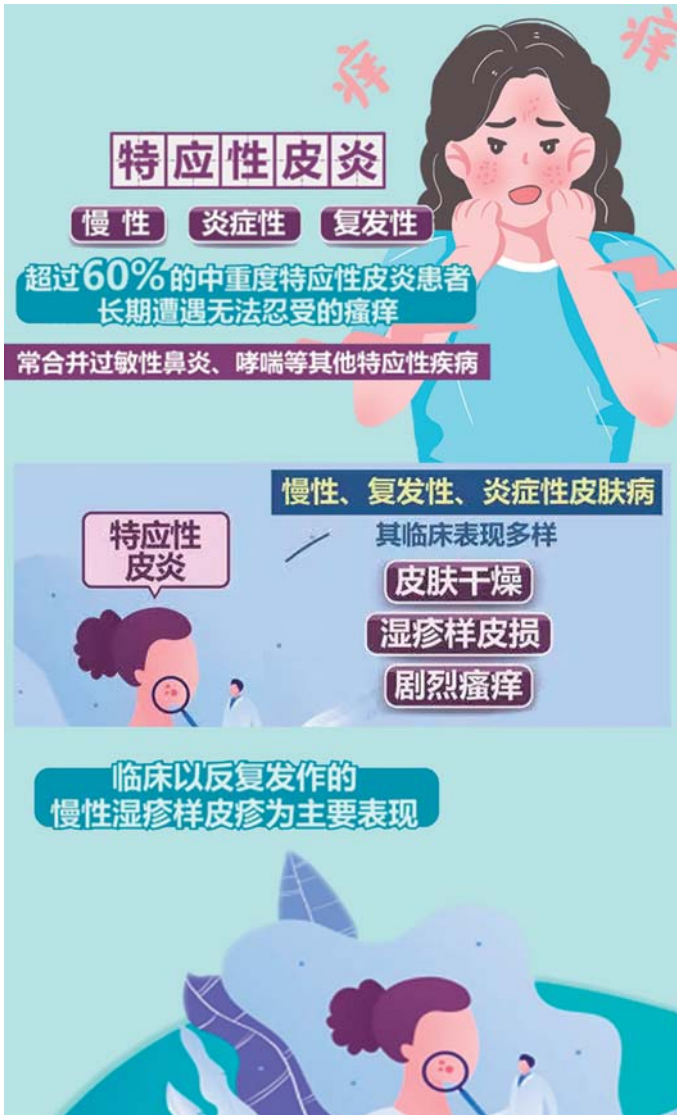 痒
痒
特应性皮炎
慢性 炎症性 复发性
超过60%的中重度特应性皮炎患者
长期遭遇无法忍受的瘙痒
常合并过敏性鼻炎、哮喘等其他特应性疾病
慢性、复发性、炎症性皮肤病
特应性
皮炎
其临床表现多样
皮肤干燥
湿疹样皮损
剧烈瘙痒
临床以反复发作的
慢性湿疹样皮疹为主要表现